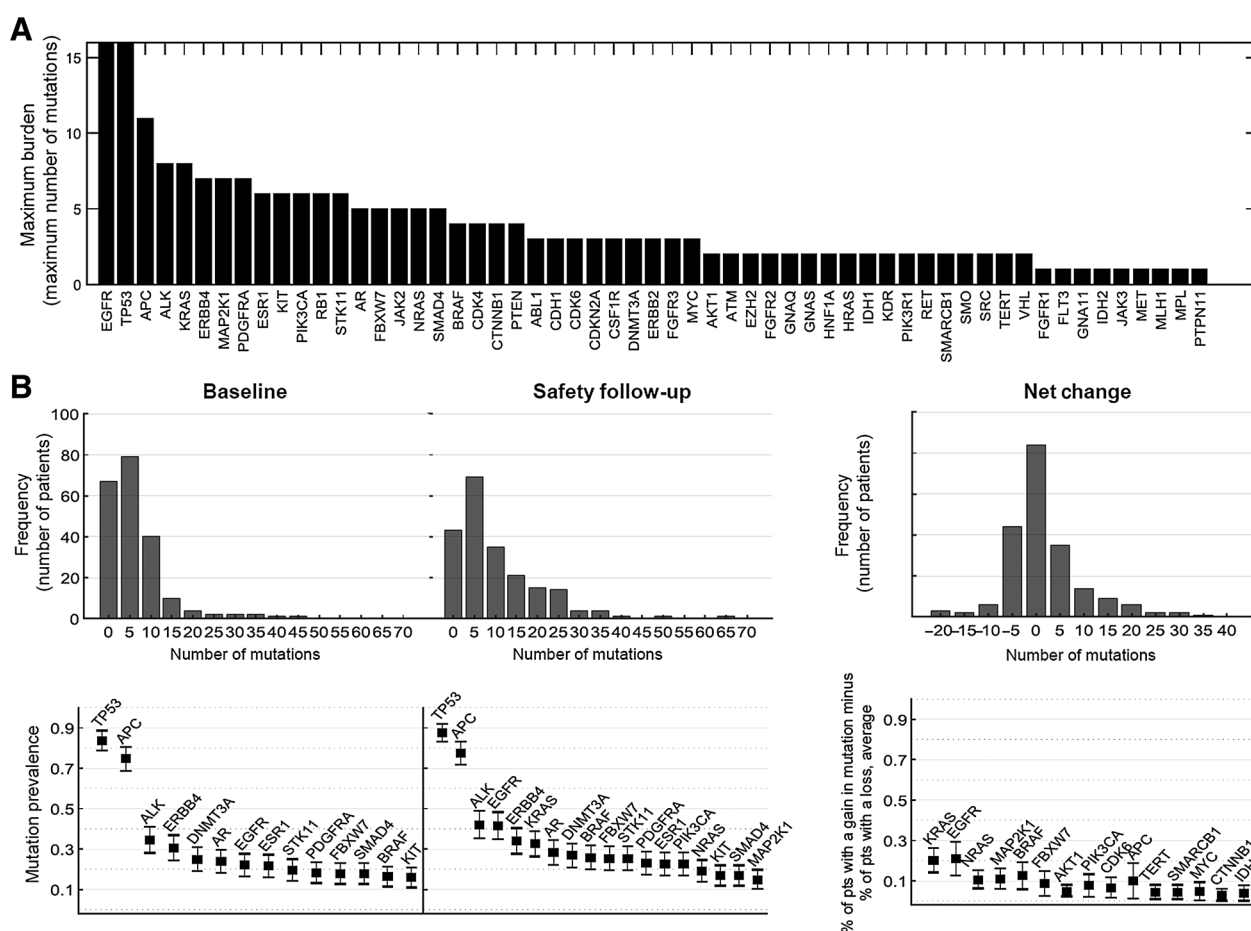 A
Maximum burden
(maximum number of mutations)
15
10
5
0
EGFR TP53 APC ALK KRAS ERBB4 MAP2K1 PDGFRA ESR1 KIT PIK3CA RB1 STK11 AR FBXW7 JAK2 NRAS SMAD4 BRAF CDK4 CTNNB1 PTEN ABL1 CDH1 CDK6 CDKN2A CSF1R DNMT3A ERBB2 FGFR3 MYC AKT1 ATM EZH2 FGFR2 GNAQ GNAS HNF1A HRAS IDH1 KDR PIK3R1 RET SMARCB1 SMO SRC TERT VHL FGFR1 FLT3 GNA11 IDH2 JAK3 MET MLH1 MPL PTPN11
B
Baseline
Safety follow-up
Net change
Frequency
(number of patients)
100
80
60
40
20
0
0 5 10 15 20 25 30 35 40 45 50 55 60 65 70
Number of mutations
0 5 10 15 20 25 30 35 40 45 50 55 60 65 70
Number of mutations
Frequency
(number of patients)
−20 −15 −10 −5 0 5 10 15 20 25 30 35 40
Number of mutations
Mutation prevalence
0.9
0.7
0.5
0.3
0.1
TP53 APC ALK ERBB4 DNMT3A AR EGFR ESR1 STK11 PDGFRA FBXW7 SMAD4 BRAF KIT
TP53 APC ALK EGFR ERBB4 KRAS AR DNMT3A BRAF FBXW7 STK11 PDGFRA ESR1 PIK3CA NRAS KIT SMAD4 MAP2K1
% of pts with a gain in mutation minus
% of pts with a loss, average
0.9
0.7
0.5
0.3
0.1
KRAS EGFR NRAS MAP2K1 BRAF FBXW7 AKT1 PIK3CA CDK6 APC TERT SMARCB1 MYC CTNNB1